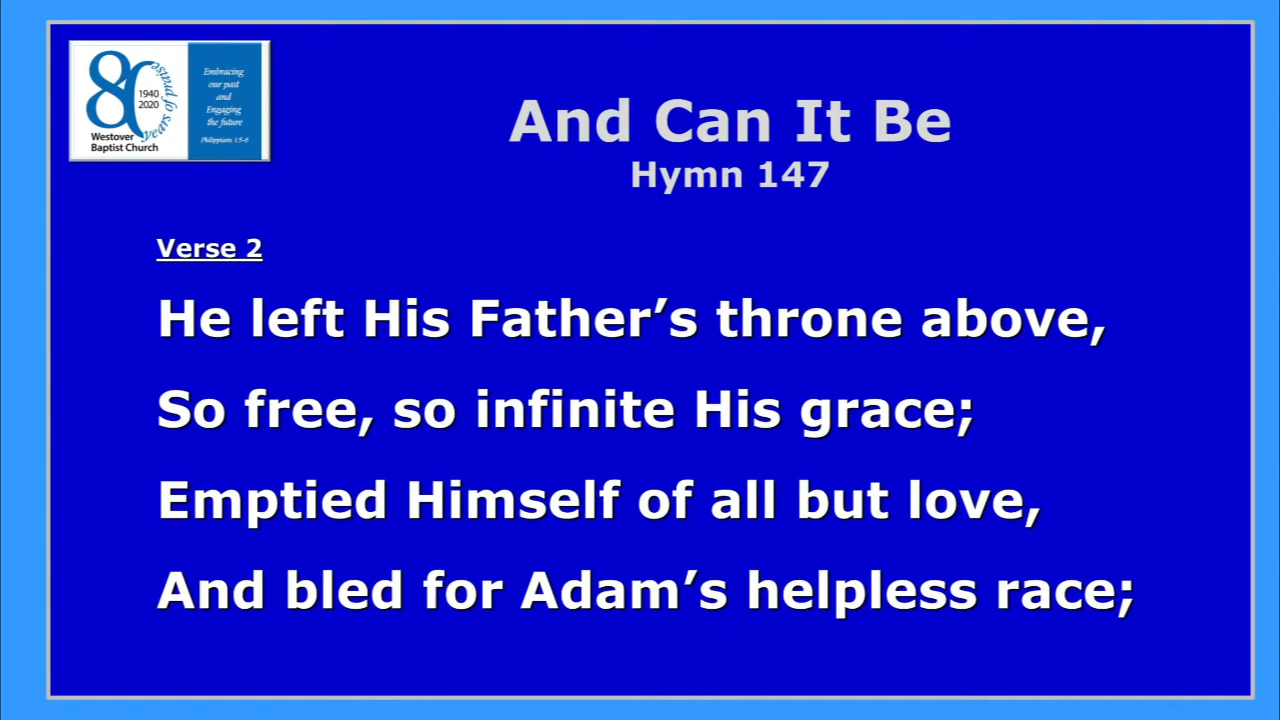 80
1940
2020
years of praise
Westover
Baptist Church
Embracing
our past
and
Engaging
the future
Philippians 1:5-6
And Can It Be
Hymn 147
Verse 2
He left His Father’s throne above,
So free, so infinite His grace;
Emptied Himself of all but love,
And bled for Adam’s helpless race;